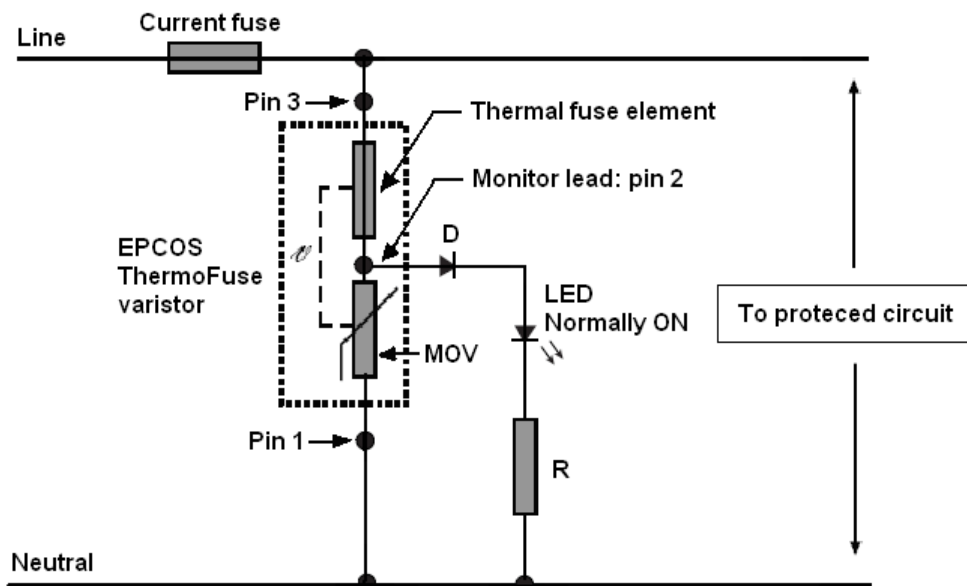 Current fuse
Line
Pin 3
Thermal fuse element
Monitor lead: pin 2
D
EPCOS
ThermoFuse
varistor
LED
Normally ON
To proteced circuit
MOV
Pin 1
R
Neutral